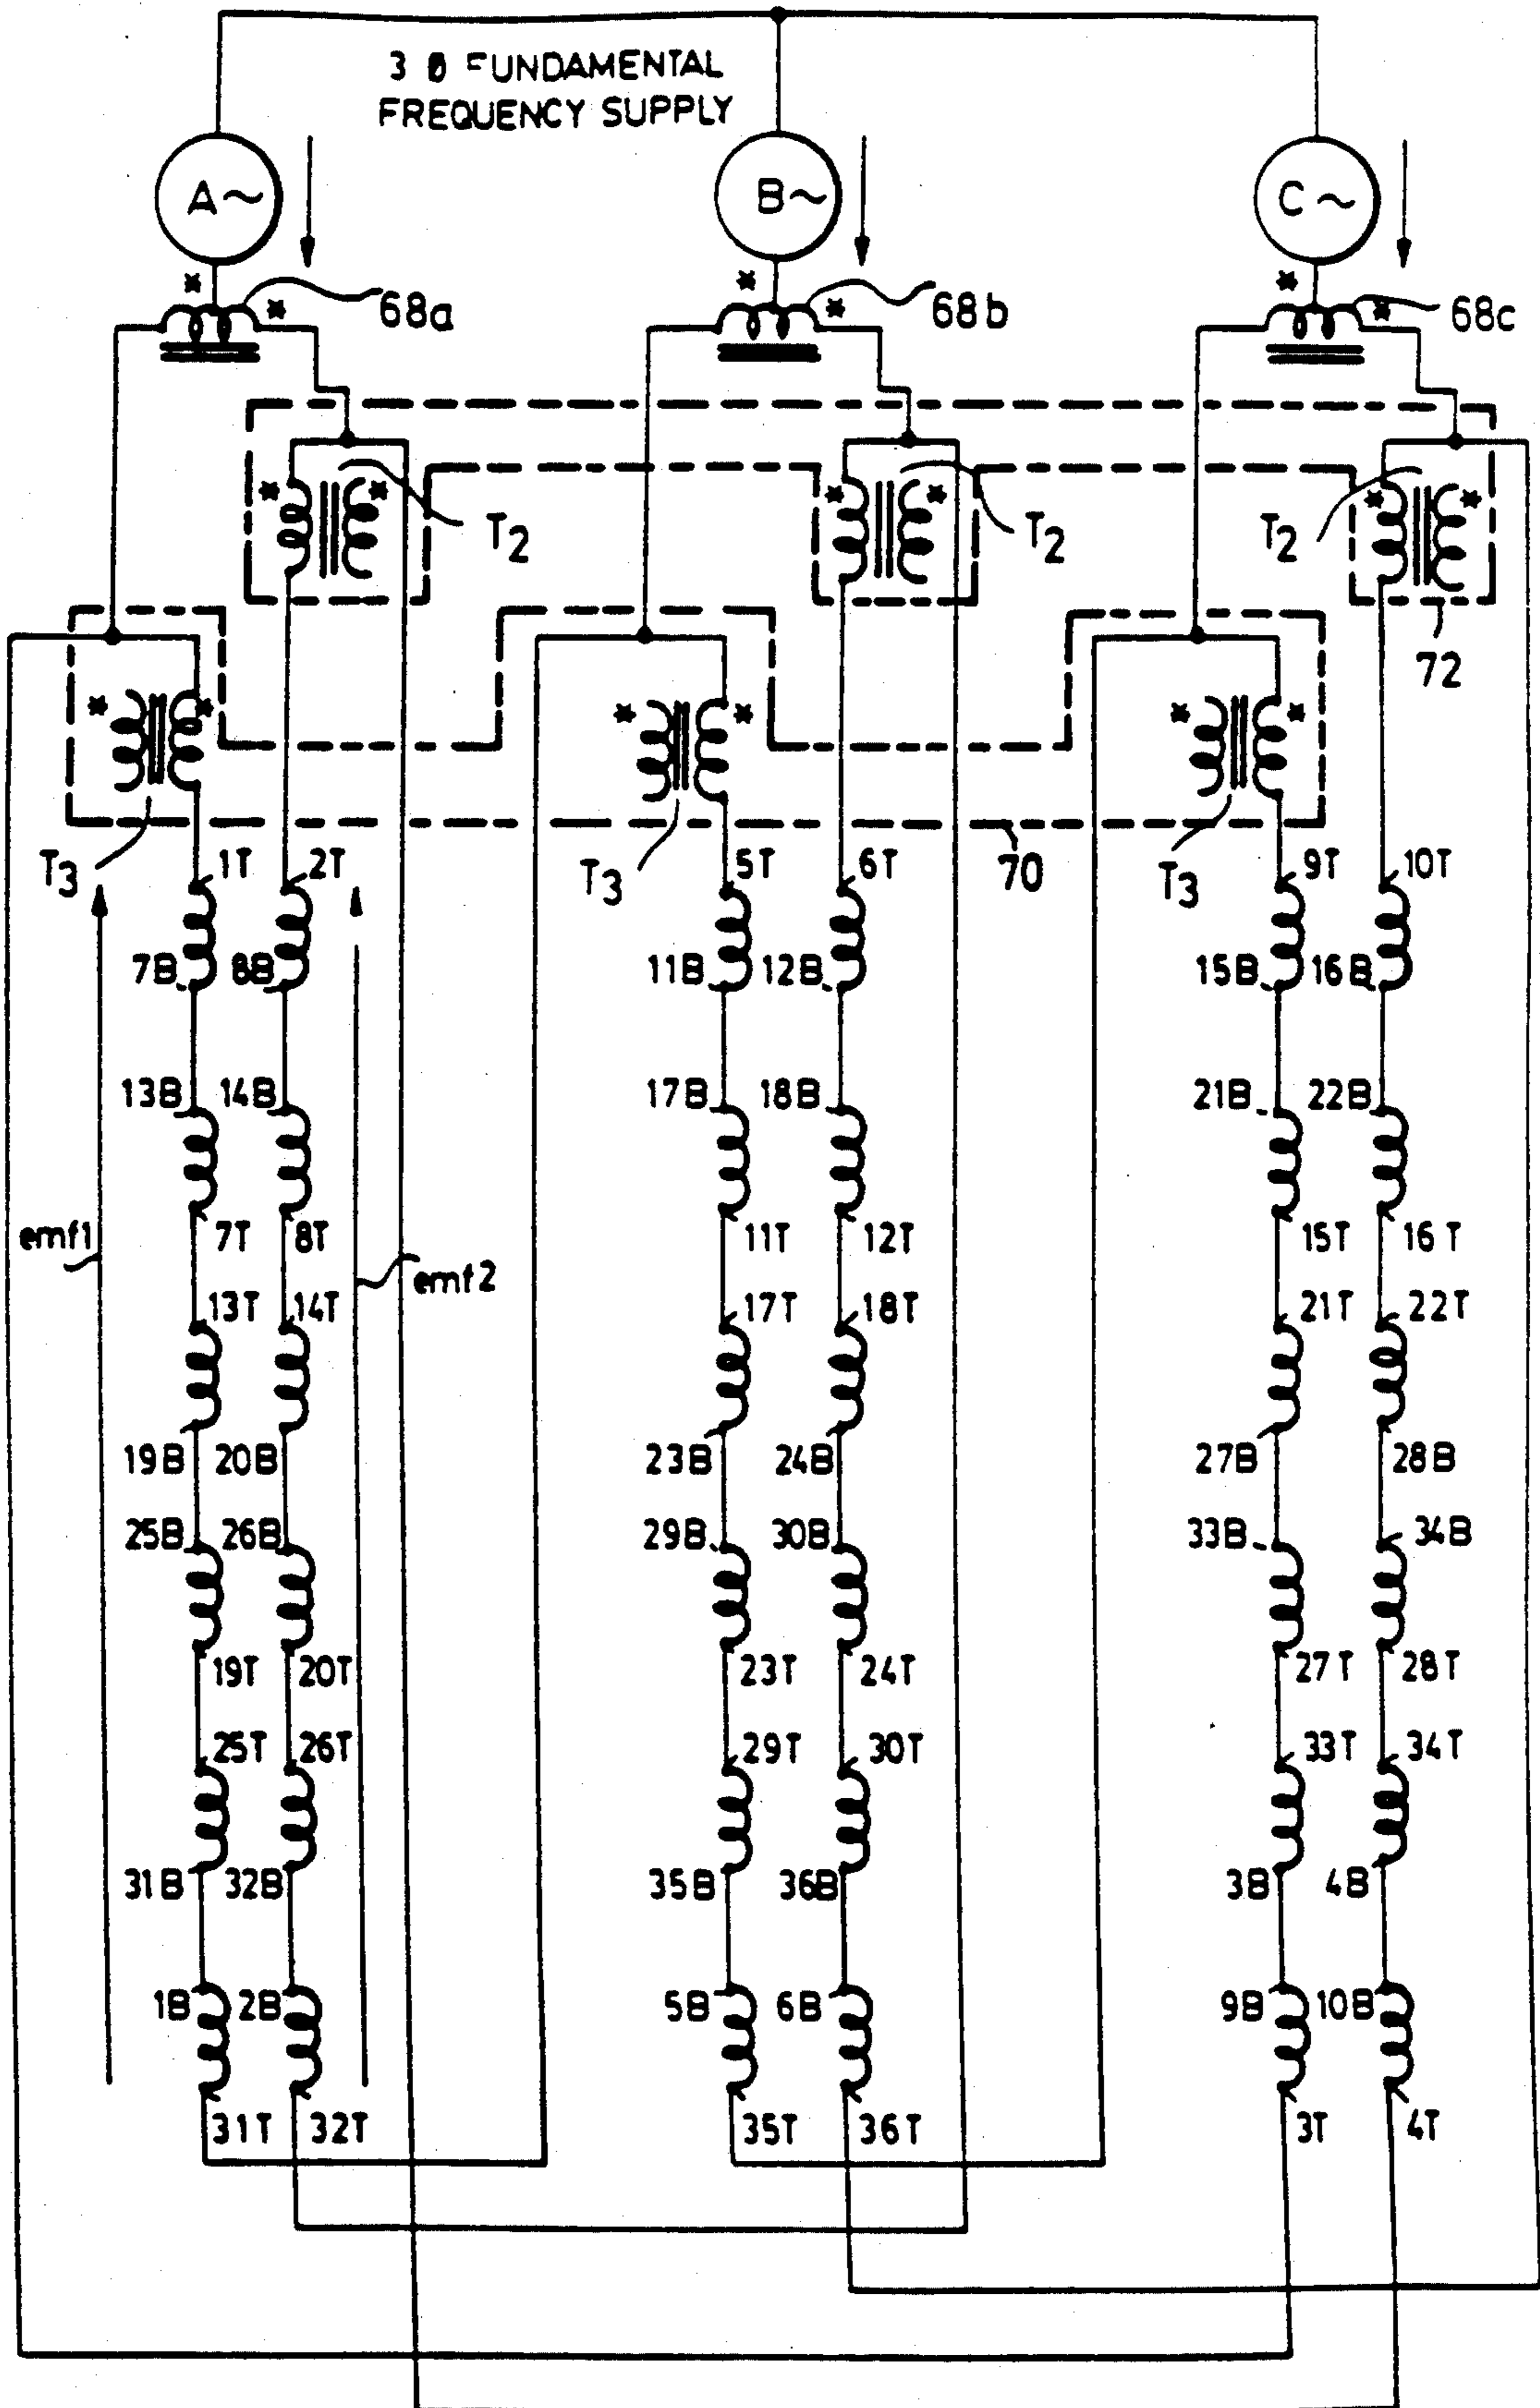 3 Ø FUNDAMENTAL
FREQUENCY SUPPLY
A~ B~ C~
* * *
* 68a * 68b * 68c
* * * * * *
T2 T2 T2
72
* * * * * *
T3 T3 70 T3
1T 2T 5T 6T 9T 10T
7B 8B 11B 12B 15B 16B
13B 14B 17B 18B 21B 22B
emf1 7T 8T 11T 12T 15T 16T
emf2
13T 14T 17T 18T 21T 22T
19B 20B 23B 24B 27B 28B
25B 26B 29B 30B 33B 34B
19T 20T 23T 24T 27T 28T
25T 26T 29T 30T 33T 34T
31B 32B 35B 36B 3B 4B
1B 2B 5B 6B 9B 10B
31T 32T 35T 36T 3T 4T